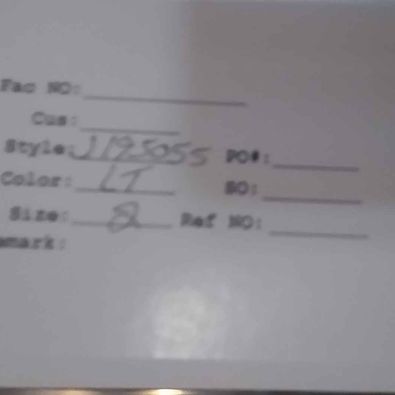 Fac NO:
Cus:
Style: J195055 PO#:
Color: LT SO:
Size: 8 Ref NO:
emark: